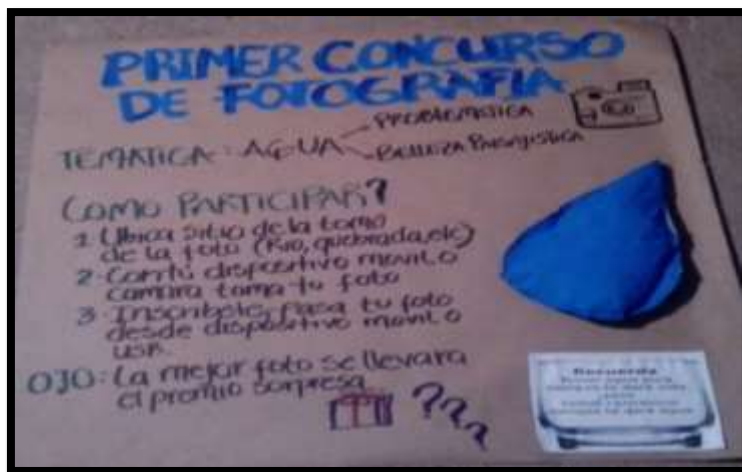 PRIMER CONCURSO
DE FOTOGRAFIA
PROBLEMATICA
TEMATICA: AGUA
BELLEZA Paisajistica
COMO PARTICIPAR?
1 Ubica sitio de la toma
de la foto (Rio, quebrada, etc)
2- Con tú dispositivo movil o
camara toma tu foto
3 Inscribete, Pasa tu foto
desde dispositivo movil o
USB.
OJO: La mejor foto se llevara
el premio sorpresa
???
Recuerda